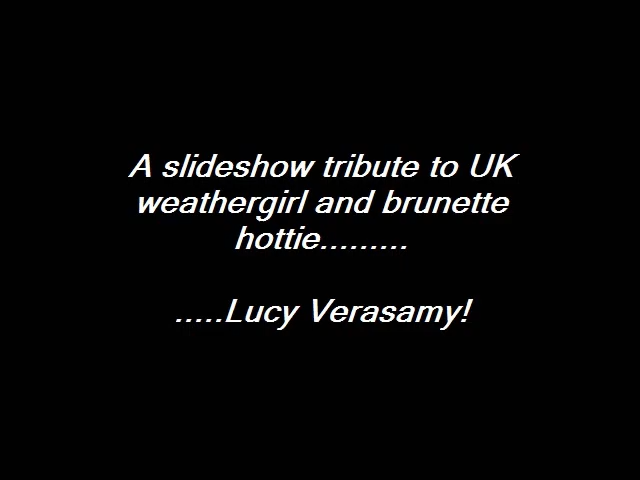 A slideshow tribute to UK
weathergirl and brunette
hottie.........
.....Lucy Verasamy!